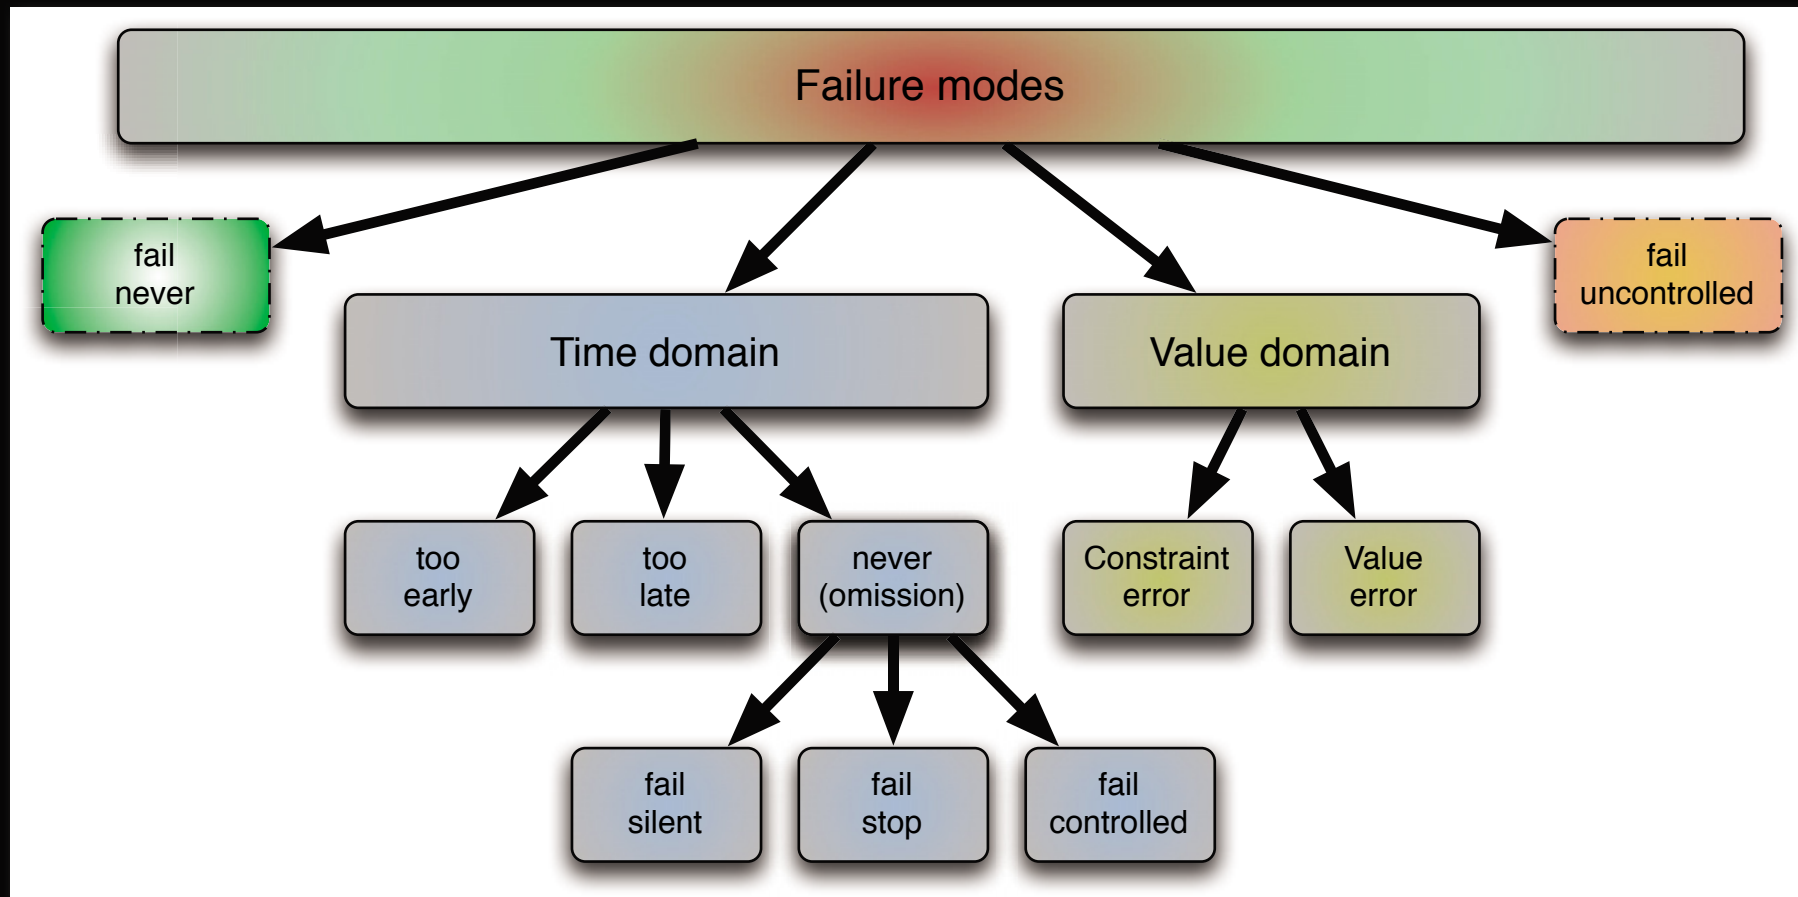 Failure modes
fail
never
fail
uncontrolled
Time domain
Value domain
too
early
too
late
never
(omission)
Constraint
error
Value
error
fail
silent
fail
stop
fail
controlled